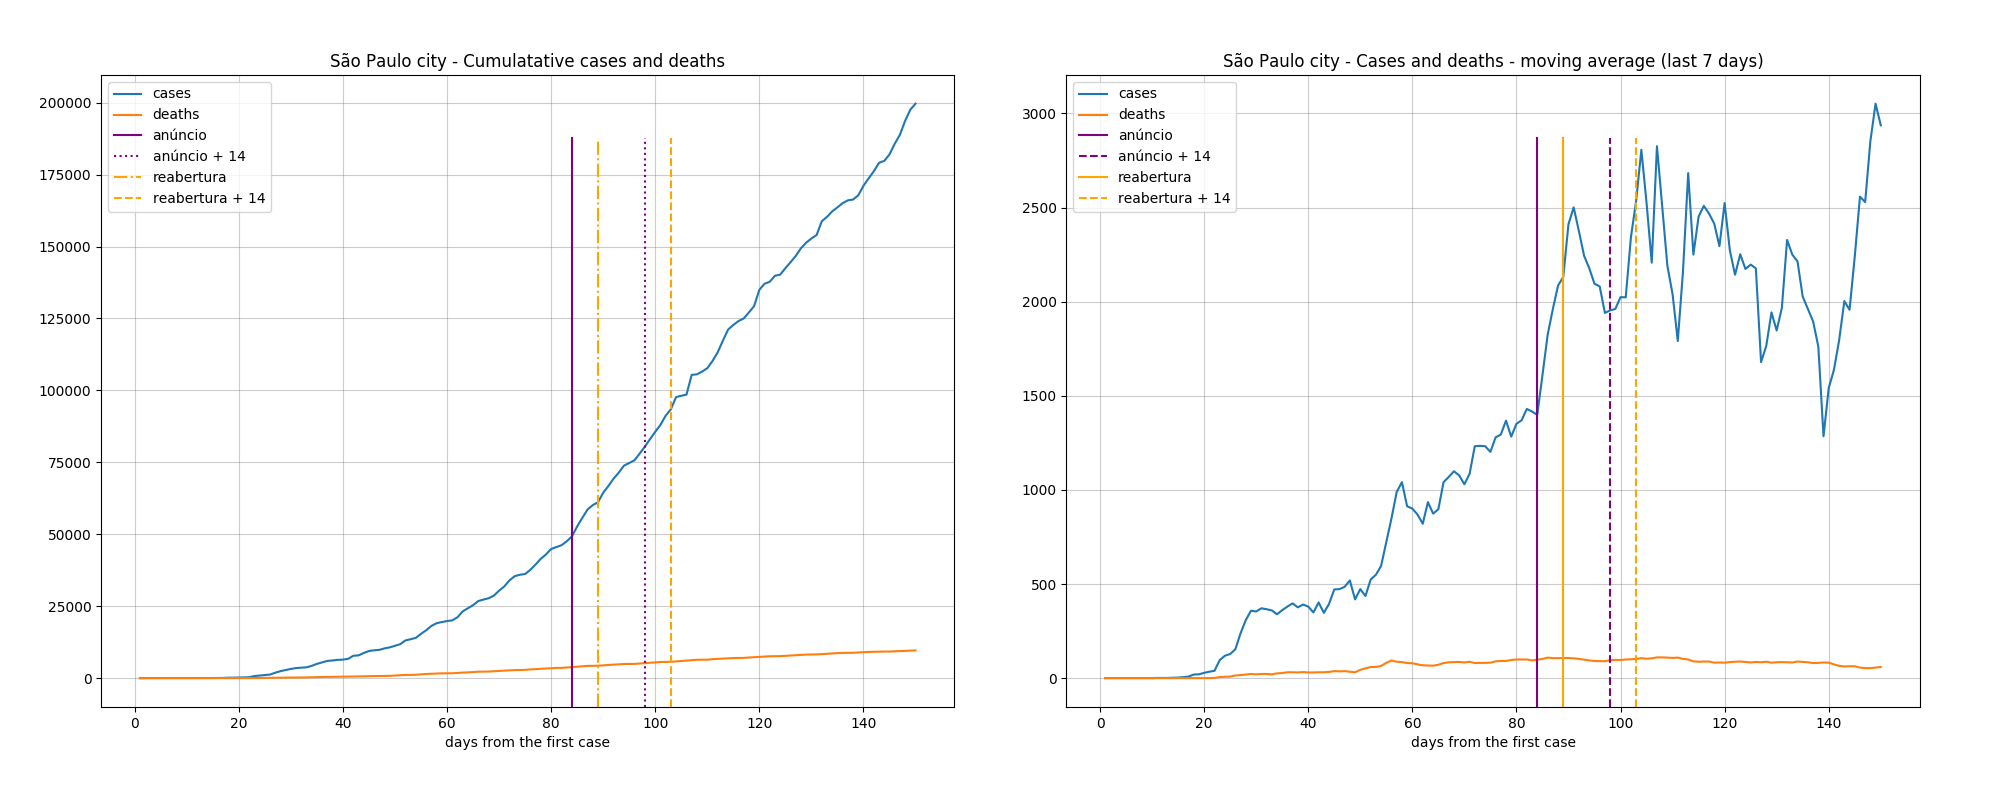 São Paulo city - Cumulatative cases and deaths
200000
175000
150000
125000
100000
75000
50000
25000
0
cases
deaths
anúncio
anúncio + 14
reabertura
reabertura + 14
0 20 40 60 80 100 120 140
days from the first case
São Paulo city - Cases and deaths - moving average (last 7 days)
3000
2500
2000
1500
1000
500
0
cases
deaths
anúncio
anúncio + 14
reabertura
reabertura + 14
0 20 40 60 80 100 120 140
days from the first case